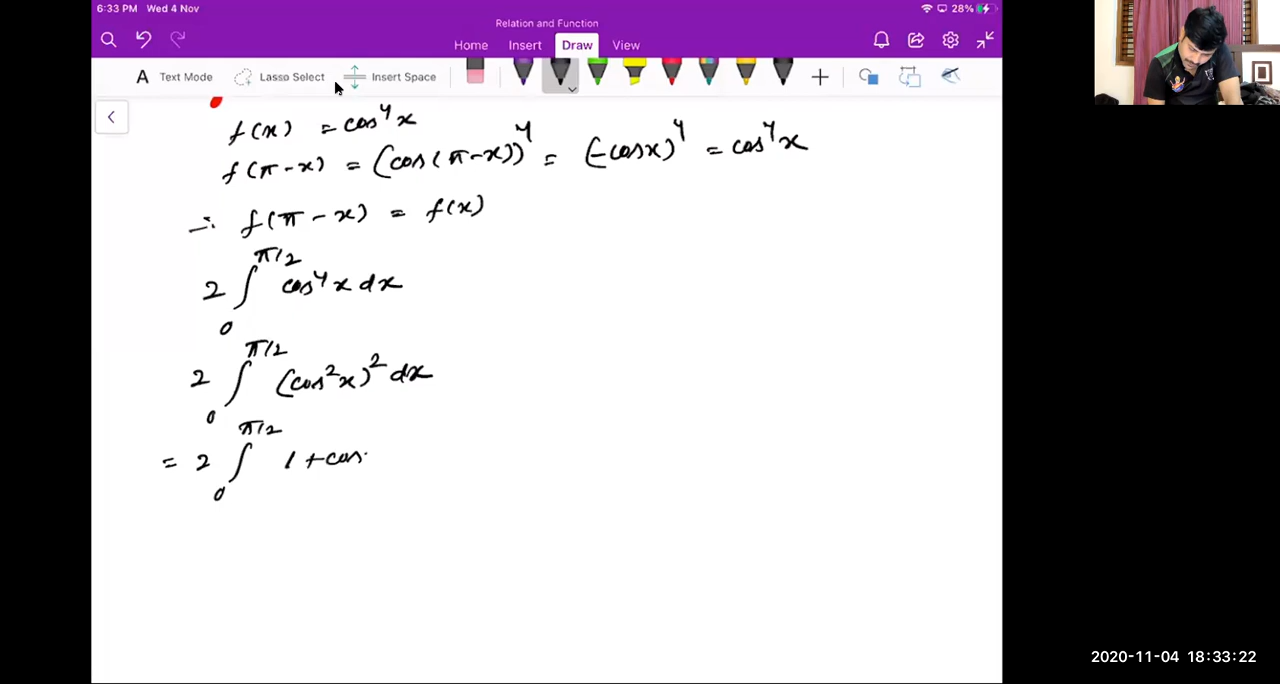 6:33 PM Wed 4 Nov
28%
Relation and Function
Home Insert Draw View
Text Mode Lasso Select Insert Space
f(x) = cos⁴x
f(π-x) = (cos(π-x))⁴ = (-cosx)⁴ = cos⁴x
∴ f(π-x) = f(x)
2 ∫₀^(π/2) cos⁴x dx
2 ∫₀^(π/2) (cos²x)² dx
= 2 ∫₀^(π/2) 1+cos
2020-11-04 18:33:22